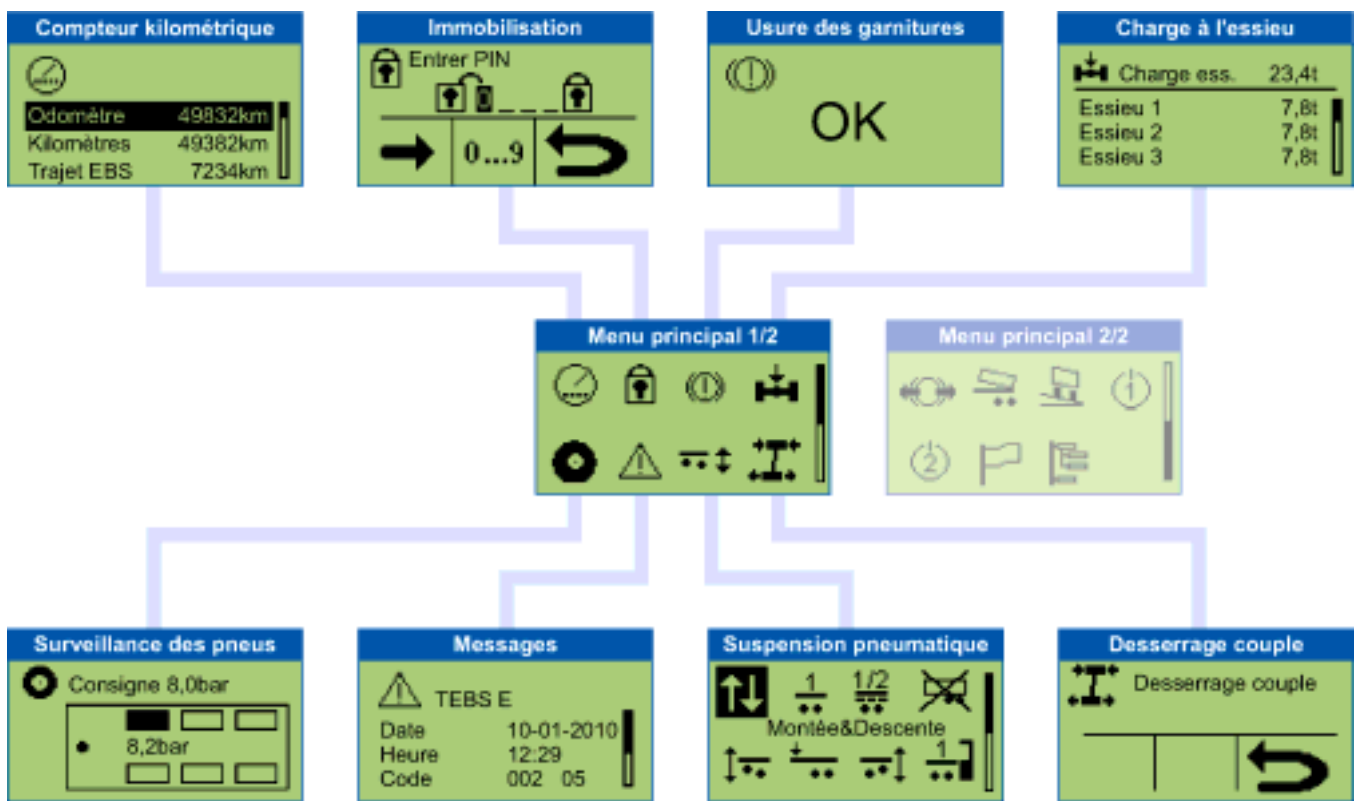 Compteur kilométrique
Odomètre 49832km
Kilomètres 49382km
Trajet EBS 7234km
Immobilisation
Entrer PIN
0 _ _ _
0...9
Usure des garnitures
OK
Charge à l'essieu
Charge ess. 23,4t
Essieu 1 7,8t
Essieu 2 7,8t
Essieu 3 7,8t
Menu principal 1/2
Menu principal 2/2
1
2
Surveillance des pneus
Consigne 8,0bar
8,2bar
Messages
TEBS E
Date 10-01-2010
Heure 12:29
Code 002 05
Suspension pneumatique
1 1/2
Montée&Descente
1
Desserrage couple
Desserrage couple